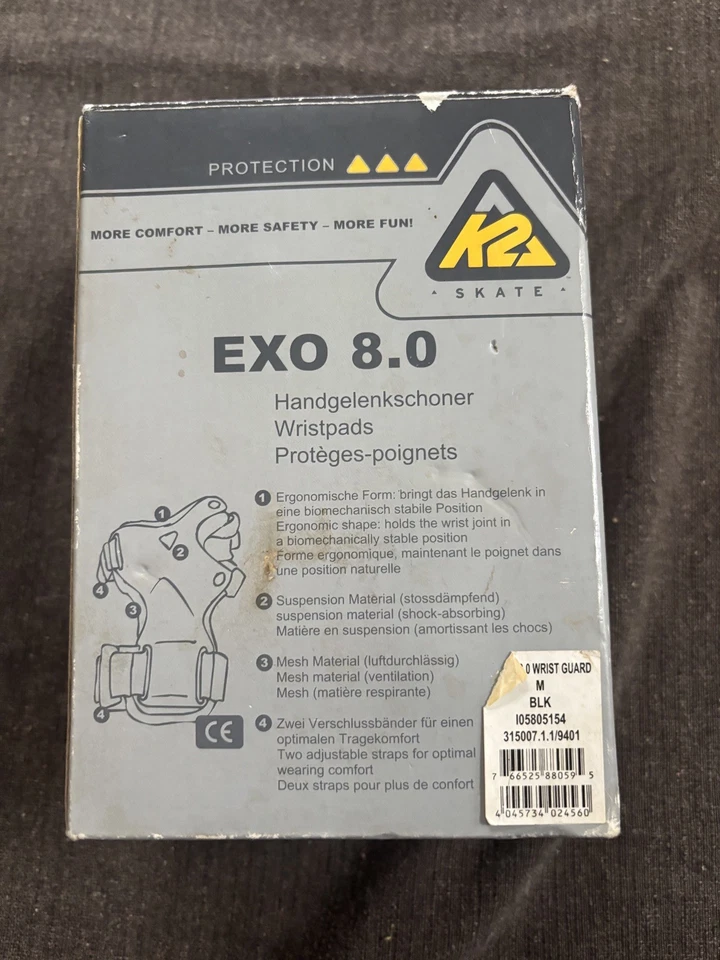 PROTECTION
MORE COMFORT – MORE SAFETY – MORE FUN!
K2
SKATE
EXO 8.0
Handgelenkschoner
Wristpads
Protèges-poignets
1 Ergonomische Form: bringt das Handgelenk in
eine biomechanisch stabile Position
Ergonomic shape: holds the wrist joint in
a biomechanically stable position
Forme ergonomique, maintenant le poignet dans
une position naturelle
2 Suspension Material (stossdämpfend)
suspension material (shock-absorbing)
Matière en suspension (amortissant les chocs)
3 Mesh Material (luftdurchlässig)
Mesh material (ventilation)
Mesh (matière respirante)
4 Zwei Verschlussbänder für einen
optimalen Tragekomfort
Two adjustable straps for optimal
wearing comfort
Deux straps pour plus de confort
1
2
3
4
4
CE
.0 WRIST GUARD
M
BLK
I05805154
315007.1.1/9401
7 66525 88059 5
4 045734 024560